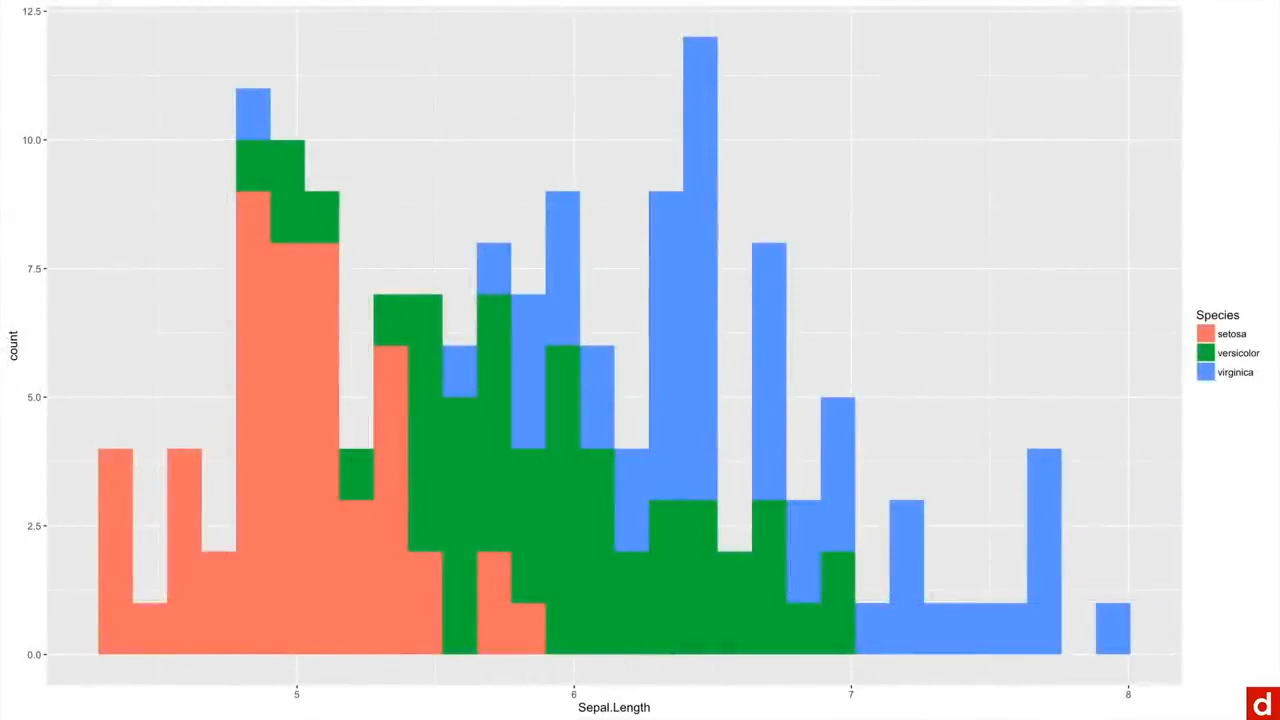 12.5
10.0
7.5
5.0
2.5
0.0
count
5 6 7 8
Sepal.Length
Species
setosa
versicolor
virginica
d